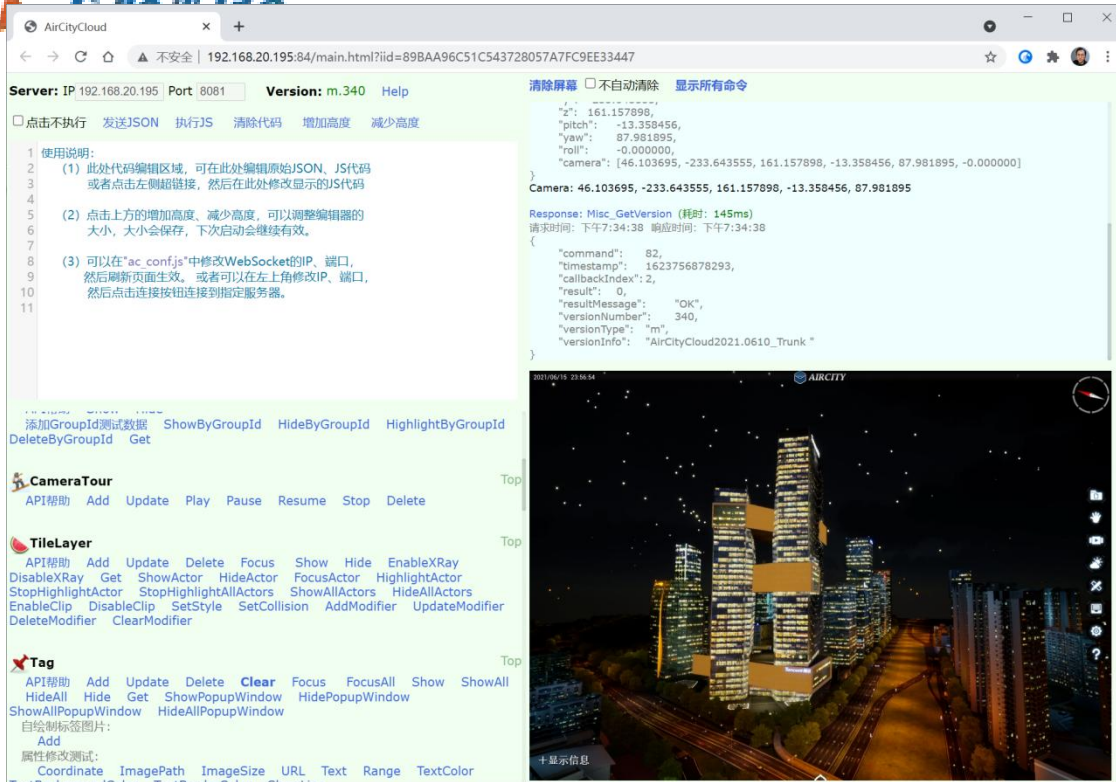 AirCityCloud
不安全 | 192.168.20.195:84/main.html?iid=89BAA96C51C543728057A7FC9EE33447
Server: IP 192.168.20.195 Port 8081 Version: m.340 Help
点击不执行 发送JSON 执行JS 清除代码 增加高度 减少高度
1 使用说明:
2 (1) 此处代码编辑区域，可在此处编辑原始JSON、JS代码
3 或者点击左侧超链接，然后在此处修改显示的JS代码
4
5 (2) 点击上方的增加高度、减少高度，可以调整编辑器的
6 大小，大小会保存，下次启动会继续有效。
7
8 (3) 可以在"ac_conf.js"中修改WebSocket的IP、端口，
9 然后刷新页面生效。 或者可以在左上角修改IP、端口，
10 然后点击连接按钮连接到指定服务器。
11
添加GroupId测试数据 ShowByGroupId HideByGroupId HighlightByGroupId
DeleteByGroupId Get
CameraTour Top
API帮助 Add Update Play Pause Resume Stop Delete
TileLayer Top
API帮助 Add Update Delete Focus Show Hide EnableXRay
DisableXRay Get ShowActor HideActor FocusActor HighlightActor
StopHighlightActor StopHighlightAllActors ShowAllActors HideAllActors
EnableClip DisableClip SetStyle SetCollision AddModifier UpdateModifier
DeleteModifier ClearModifier
Tag Top
API帮助 Add Update Delete Clear Focus FocusAll Show ShowAll
HideAll Hide Get ShowPopupWindow HidePopupWindow
ShowAllPopupWindow HideAllPopupWindow
自绘制标签图片:
Add
属性修改测试:
Coordinate ImagePath ImageSize URL Text Range TextColor
清除屏幕 不自动清除 显示所有命令
"z": 161.157898,
"pitch": -13.358456,
"yaw": 87.981895,
"roll": -0.000000,
"camera": [46.103695, -233.643555, 161.157898, -13.358456, 87.981895, -0.000000]
}
Camera: 46.103695, -233.643555, 161.157898, -13.358456, 87.981895
Response: Misc_GetVersion (耗时: 145ms)
请求时间: 下午7:34:38 响应时间: 下午7:34:38
{
"command": 82,
"timestamp": 1623756878293,
"callbackIndex": 2,
"result": 0,
"resultMessage": "OK",
"versionNumber": 340,
"versionType": "m",
"versionInfo": "AirCityCloud2021.0610_Trunk "
}
2021/06/15 23:56:54
AIRCITY
+显示信息